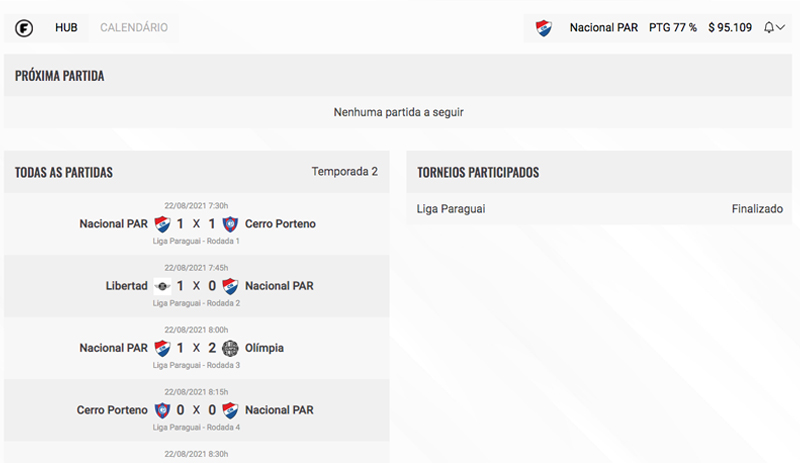 F HUB CALENDÁRIO Nacional PAR PTG 77 % $ 95.109
PRÓXIMA PARTIDA
Nenhuma partida a seguir
TODAS AS PARTIDAS Temporada 2
22/08/2021 7:30h
Nacional PAR 1 X 1 Cerro Porteno
Liga Paraguai - Rodada 1
22/08/2021 7:45h
Libertad 1 X 0 Nacional PAR
Liga Paraguai - Rodada 2
22/08/2021 8:00h
Nacional PAR 1 X 2 Olímpia
Liga Paraguai - Rodada 3
22/08/2021 8:15h
Cerro Porteno 0 X 0 Nacional PAR
Liga Paraguai - Rodada 4
22/08/2021 8:30h
TORNEIOS PARTICIPADOS
Liga Paraguai Finalizado